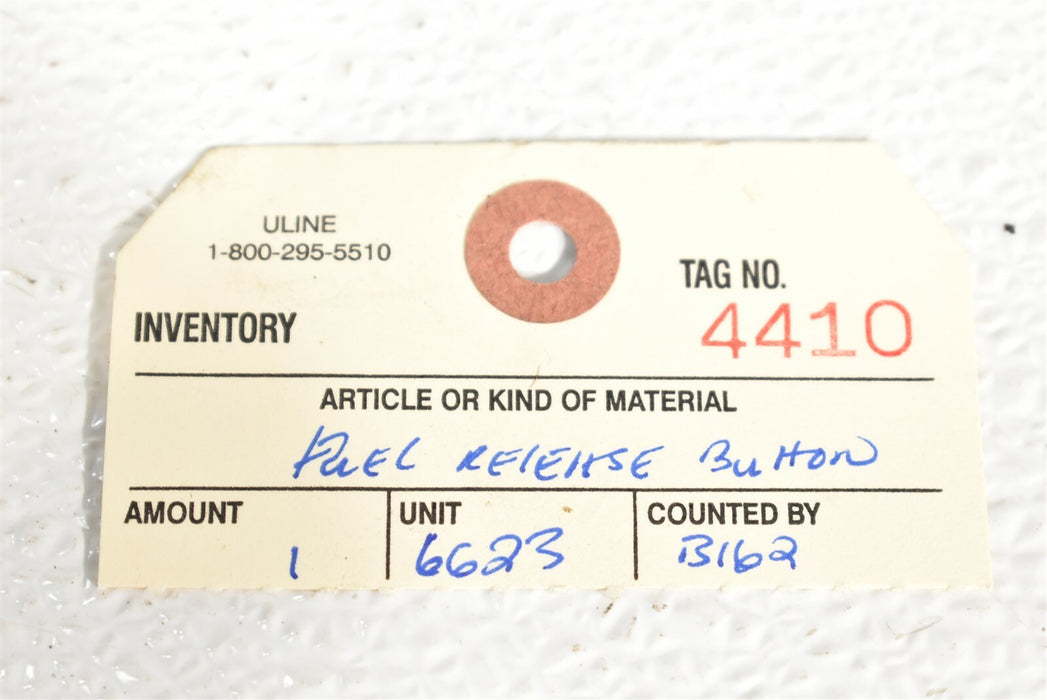 ULINE
1-800-295-5510
TAG NO.
INVENTORY
4410
ARTICLE OR KIND OF MATERIAL
FUEL RELEASE BUTTON
AMOUNT UNIT COUNTED BY
1 6623 B162